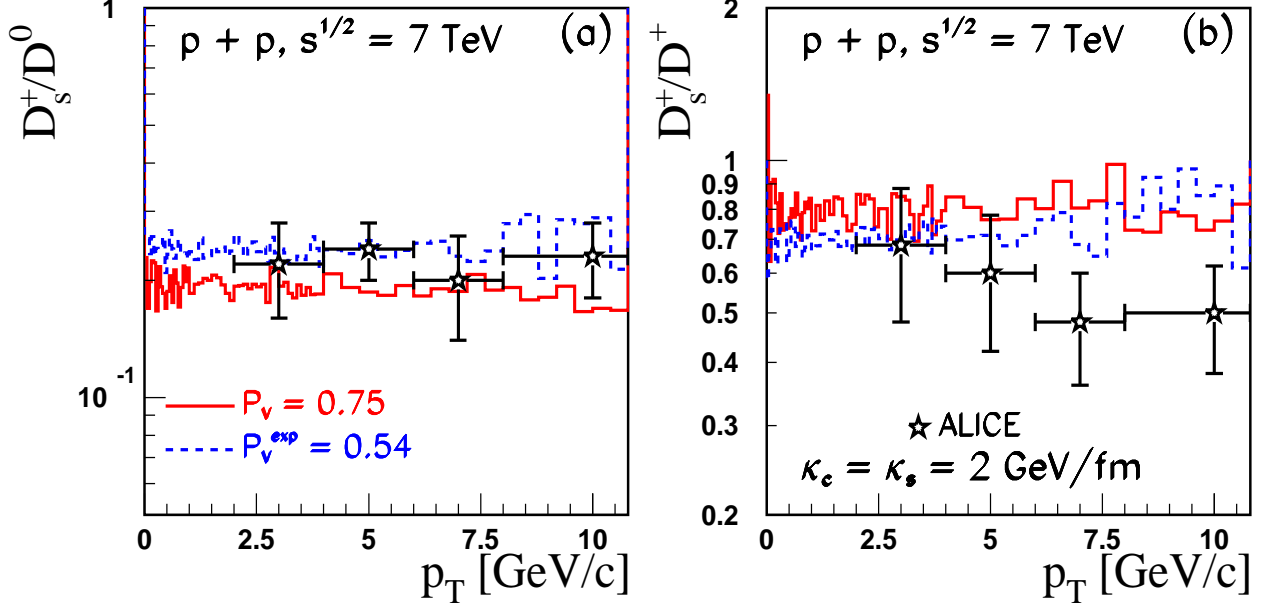 p + p, s^1/2 = 7 TeV (a)
D_s^+/D^0
1
10^-1
P_v = 0.75
P_v^exp = 0.54
0 2.5 5 7.5 10
p_T [GeV/c]
p + p, s^1/2 = 7 TeV (b)
D_s^+/D^+
2
1
0.9
0.8
0.7
0.6
0.5
0.4
0.3
0.2
ALICE
κ_c = κ_s = 2 GeV/fm
0 2.5 5 7.5 10
p_T [GeV/c]